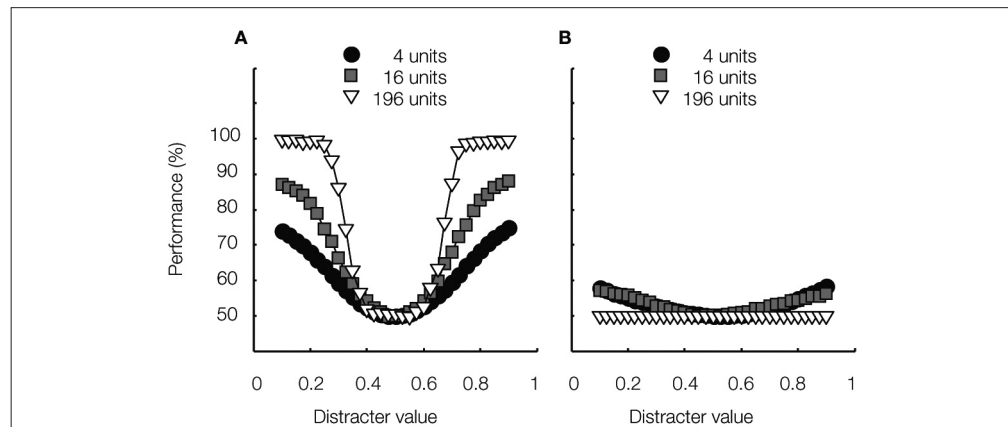 A
4 units
16 units
196 units
100
90
80
70
60
50
Performance (%)
0 0.2 0.4 0.6 0.8 1
Distracter value
B
4 units
16 units
196 units
0 0.2 0.4 0.6 0.8 1
Distracter value